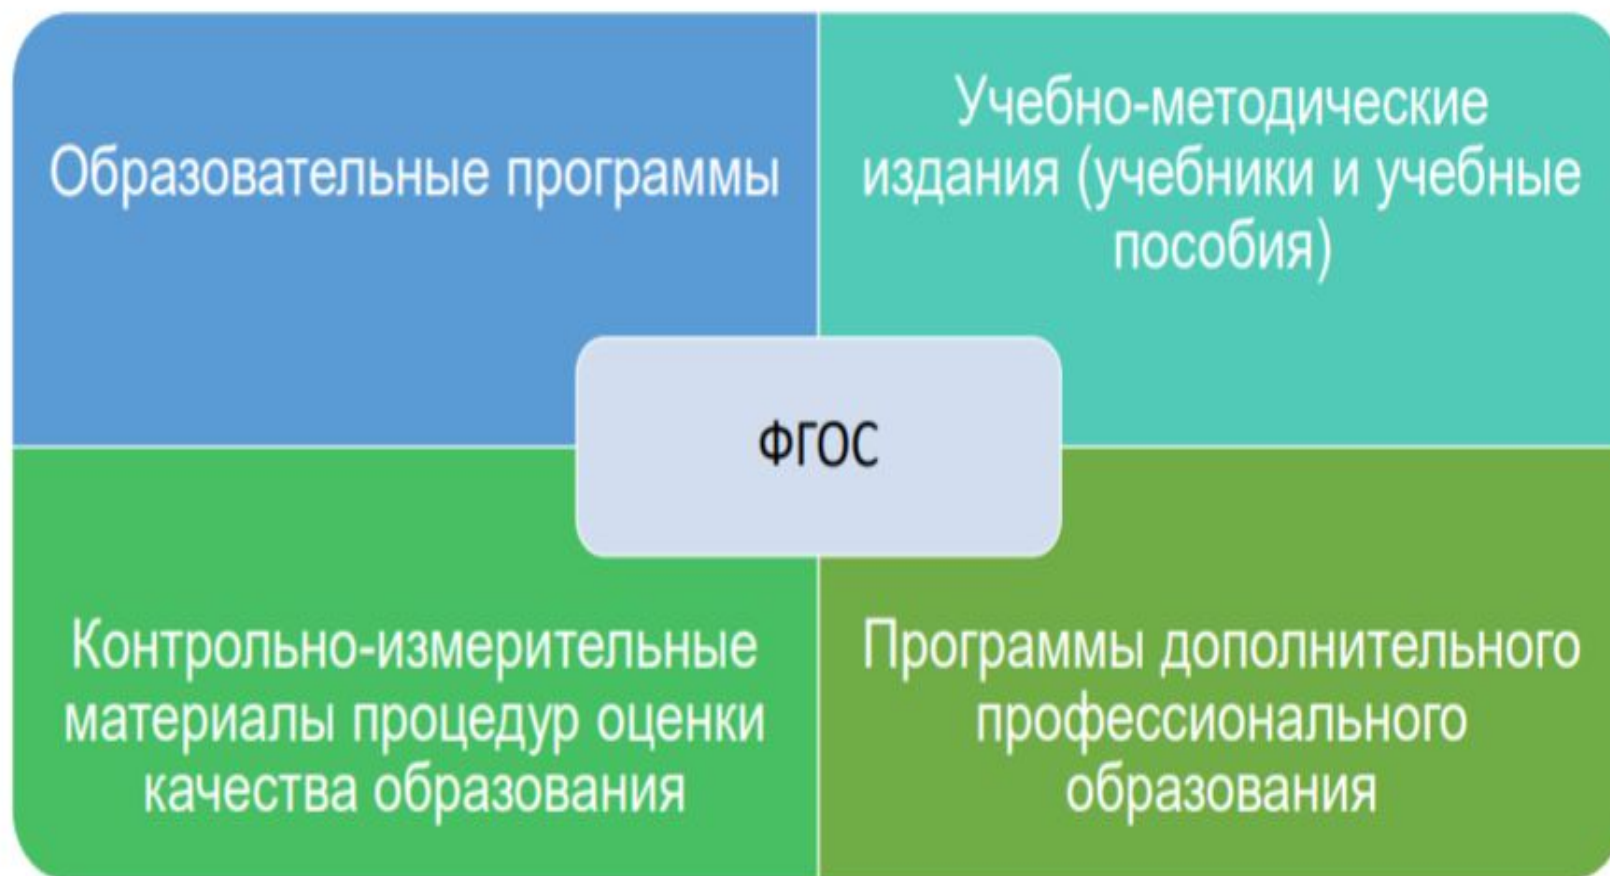 Образовательные программы
Учебно-методические
издания (учебники и учебные
пособия)
ФГОС
Контрольно-измерительные
материалы процедур оценки
качества образования
Программы дополнительного
профессионального
образования